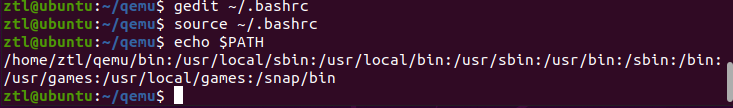 ztl@ubuntu:~/qemu$ gedit ~/.bashrc
ztl@ubuntu:~/qemu$ source ~/.bashrc
ztl@ubuntu:~/qemu$ echo $PATH
/home/ztl/qemu/bin:/usr/local/sbin:/usr/local/bin:/usr/sbin:/usr/bin:/sbin:/bin:
/usr/games:/usr/local/games:/snap/bin
ztl@ubuntu:~/qemu$